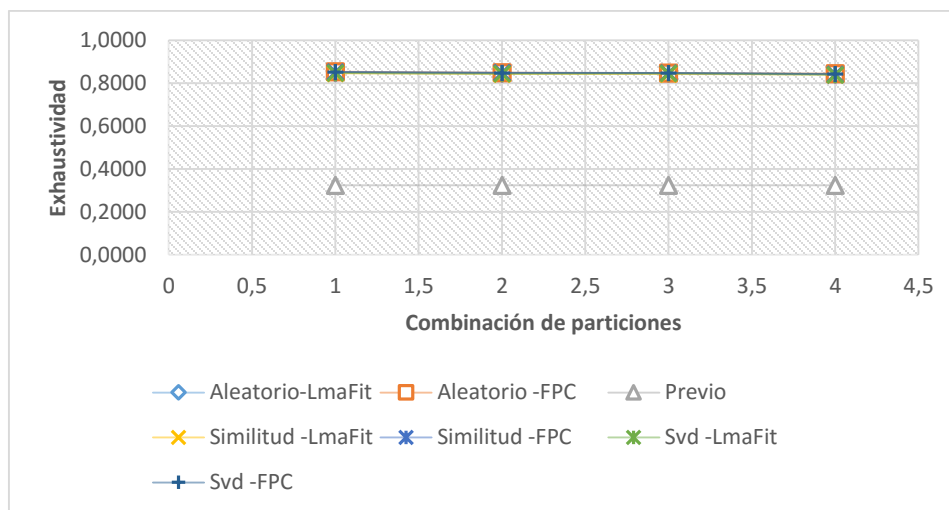 1,0000
0,8000
0,6000
0,4000
0,2000
0,0000
Exhaustividad
0 0,5 1 1,5 2 2,5 3 3,5 4 4,5
Combinación de particiones
Aleatorio-LmaFit Aleatorio -FPC Previo
Similitud -LmaFit Similitud -FPC Svd -LmaFit
Svd -FPC